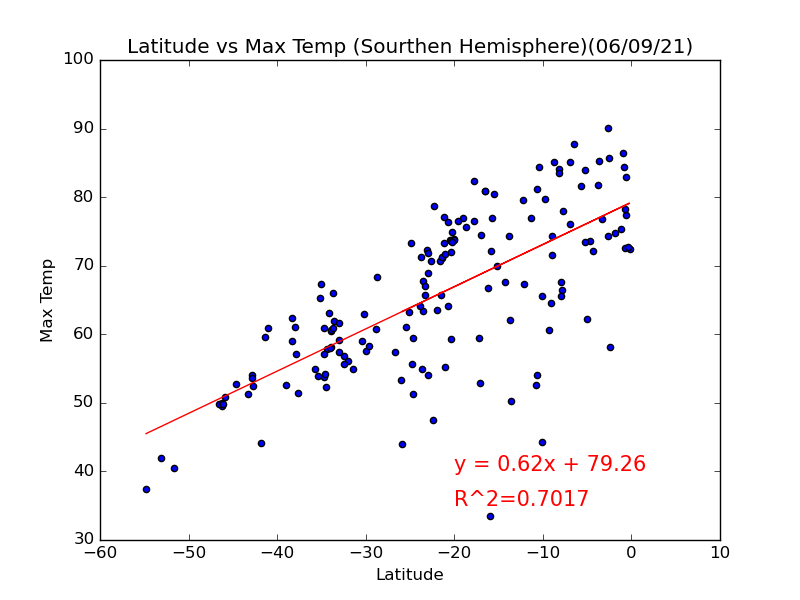 Latitude vs Max Temp (Sourthen Hemisphere)(06/09/21)
100
90
80
70
60
50
40
30
Max Temp
y = 0.62x + 79.26
R^2=0.7017
−60 −50 −40 −30 −20 −10 0 10
Latitude